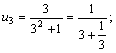 u₃ = 3/(3² + 1) = 1/(3 + 1/3);